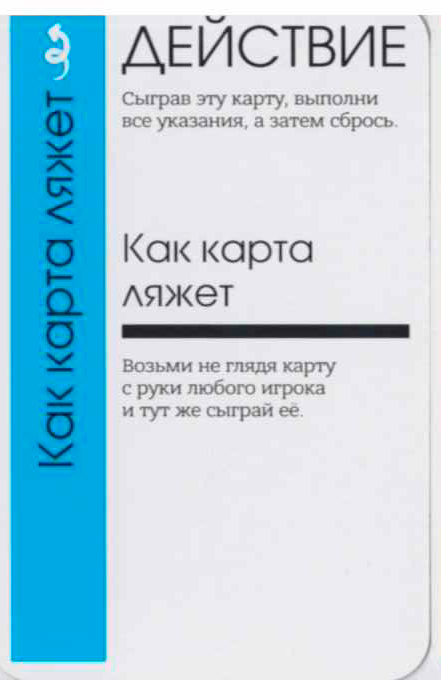 Как карта ляжет
ДЕЙСТВИЕ
Сыграв эту карту, выполни
все указания, а затем сбрось.
Как карта
ляжет
Возьми не глядя карту
с руки любого игрока
и тут же сыграй её.